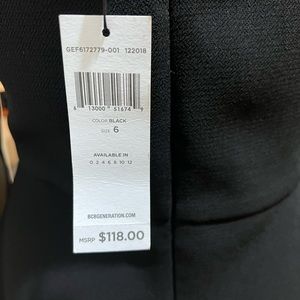 GEF6172779-001 122018
6 13000 51674 9
COLOR BLACK
SIZE 6
AVAILABLE IN
0 2 4 6 8 10 12
BCBGENERATION.COM
MSRP $118.00